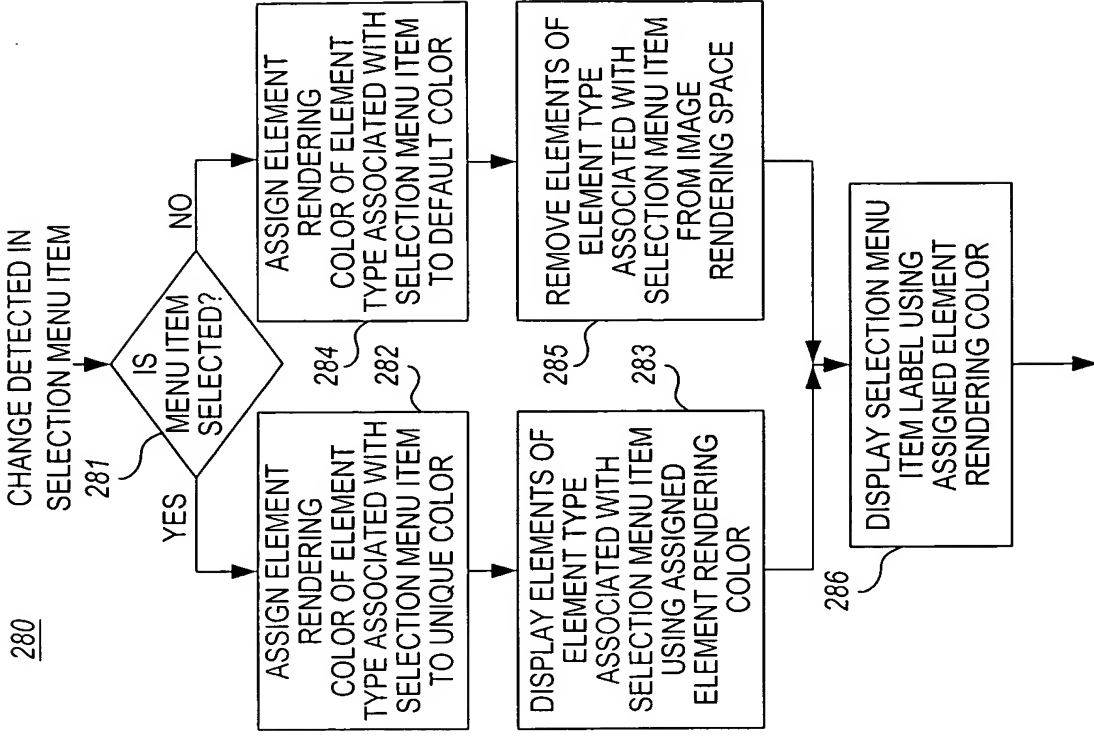 280
CHANGE DETECTED IN
SELECTION MENU ITEM
281
IS
MENU ITEM
SELECTED?
YES
NO
ASSIGN ELEMENT
RENDERING
COLOR OF ELEMENT
TYPE ASSOCIATED WITH
SELECTION MENU ITEM
TO UNIQUE COLOR
282
284
ASSIGN ELEMENT
RENDERING
COLOR OF ELEMENT
TYPE ASSOCIATED WITH
SELECTION MENU ITEM
TO DEFAULT COLOR
DISPLAY ELEMENTS OF
ELEMENT TYPE
ASSOCIATED WITH
SELECTION MENU ITEM
USING ASSIGNED
ELEMENT RENDERING
COLOR
283
285
REMOVE ELEMENTS OF
ELEMENT TYPE
ASSOCIATED WITH
SELECTION MENU ITEM
FROM IMAGE
RENDERING SPACE
286
DISPLAY SELECTION MENU
ITEM LABEL USING
ASSIGNED ELEMENT
RENDERING COLOR